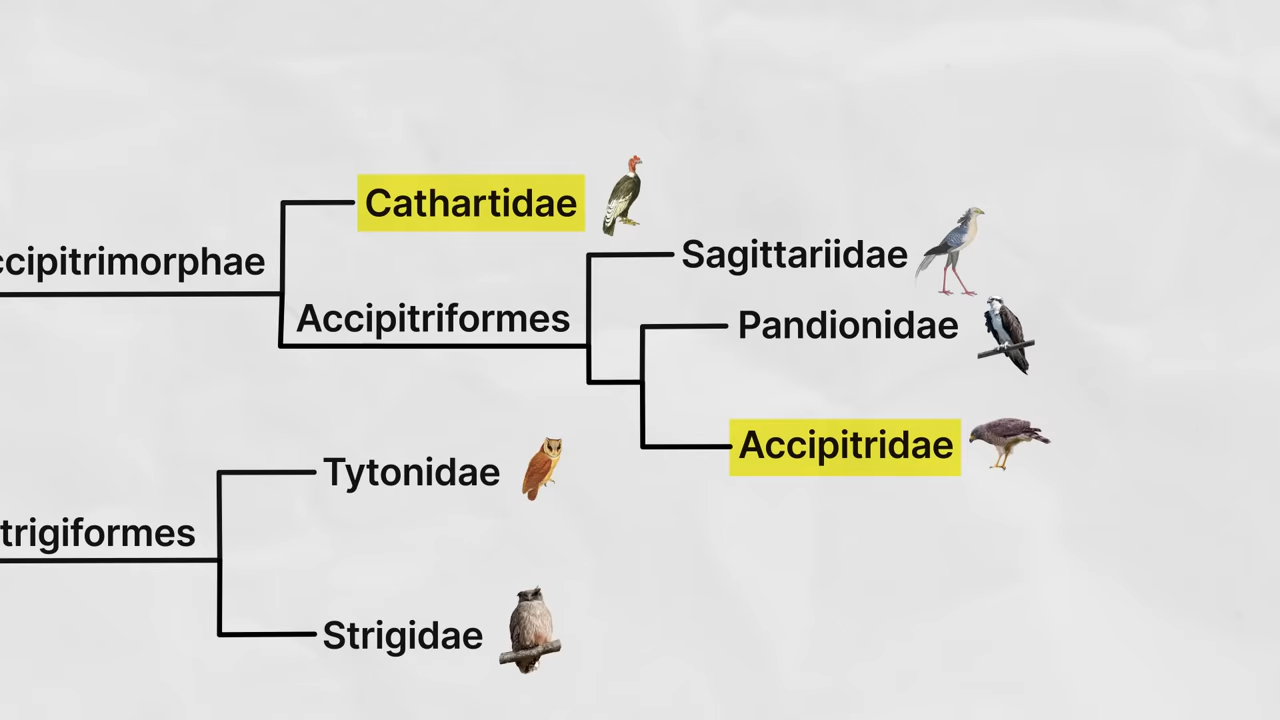 Cathartidae
ccipitrimorphae
Sagittariidae
Accipitriformes
Pandionidae
Accipitridae
Tytonidae
trigiformes
Strigidae